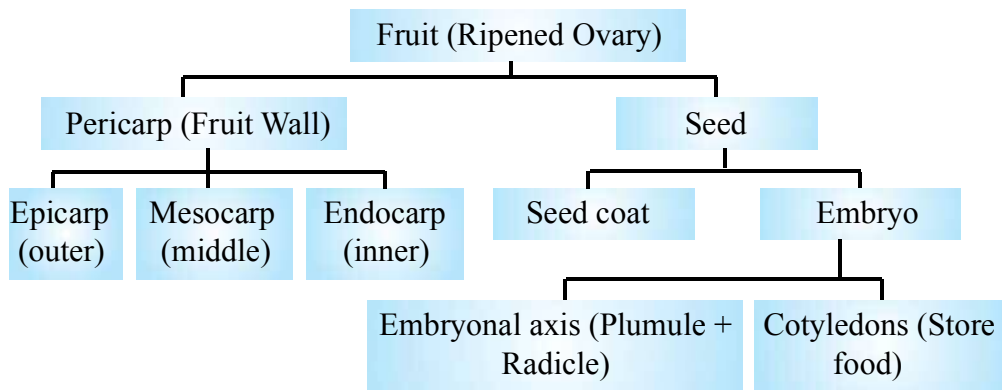 Fruit (Ripened Ovary)
Pericarp (Fruit Wall)
Seed
Epicarp
(outer)
Mesocarp
(middle)
Endocarp
(inner)
Seed coat
Embryo
Embryonal axis (Plumule +
Radicle)
Cotyledons (Store
food)